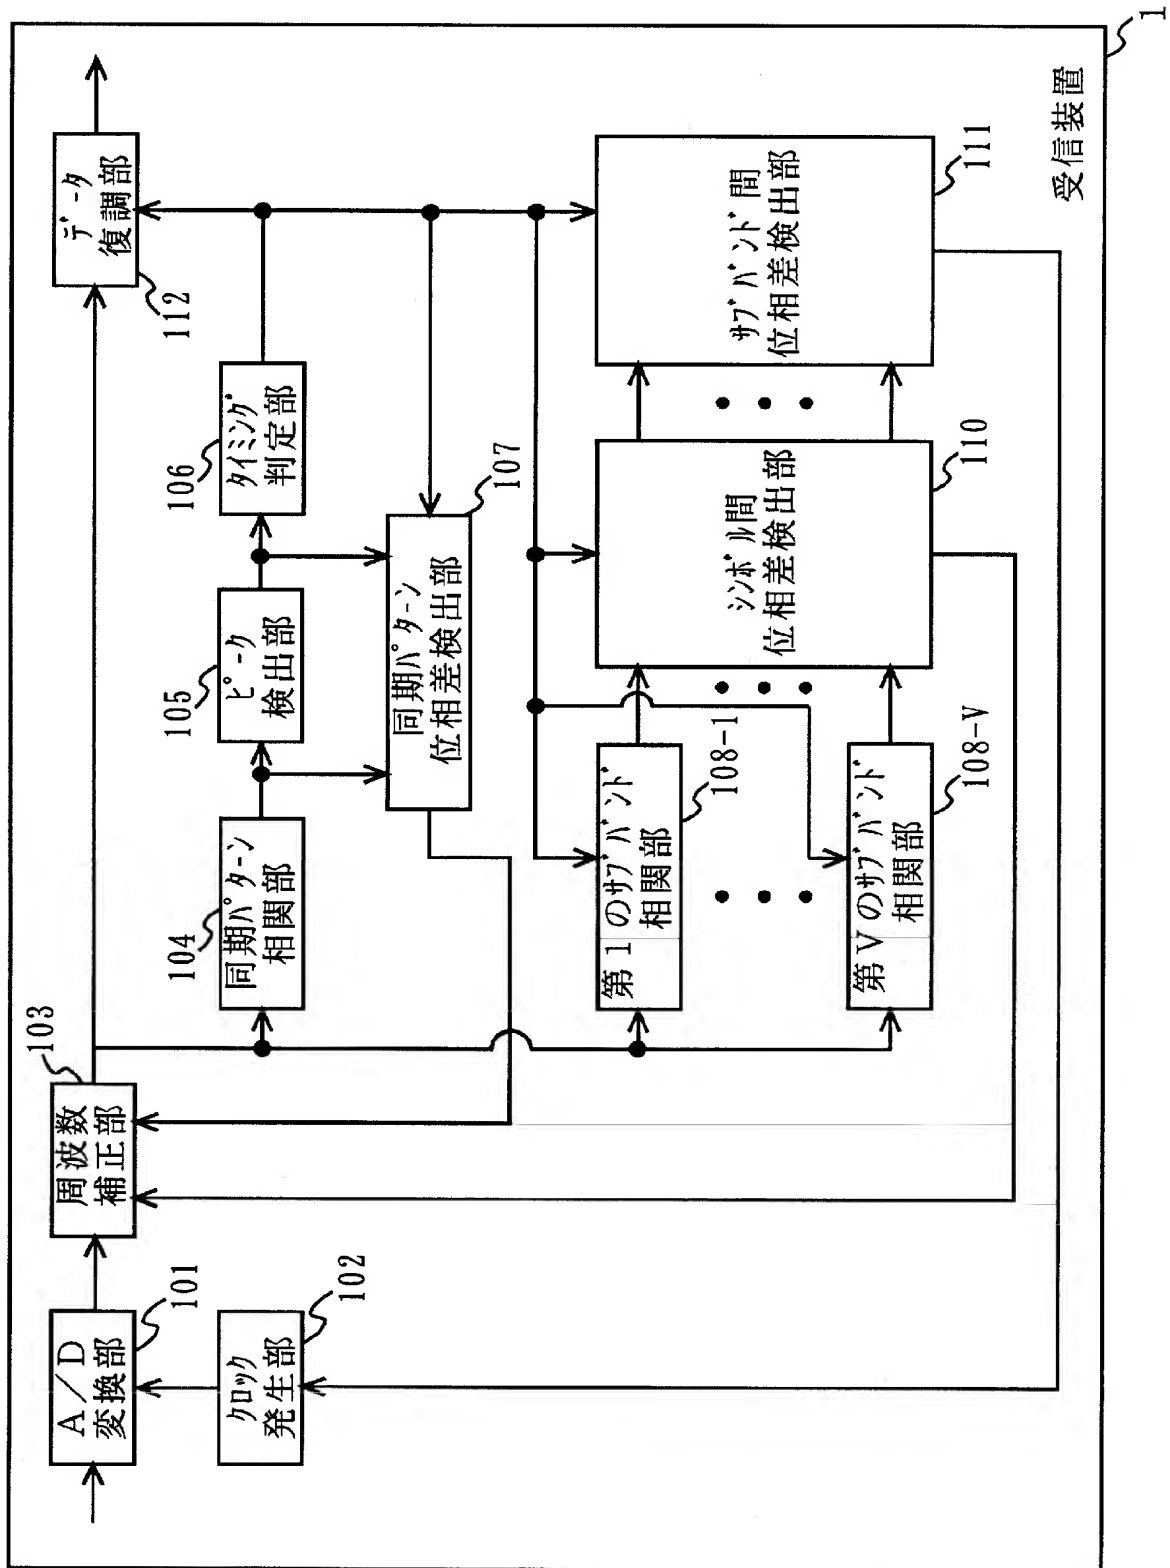 A/D
変換部
101
ｸﾛｯｸ
発生部
102
周波数
補正部
103
同期ﾊﾟﾀｰﾝ
相関部
104
ﾋﾟｰｸ
検出部
105
ﾀｲﾐﾝｸﾞ
判定部
106
同期ﾊﾟﾀｰﾝ
位相差検出部
107
第1のｻﾌﾞﾊﾞﾝﾄﾞ
相関部
108-1
第Vのｻﾌﾞﾊﾞﾝﾄﾞ
相関部
108-V
ｼﾝﾎﾞﾙ間
位相差検出部
110
ｻﾌﾞﾊﾞﾝﾄﾞ間
位相差検出部
111
ﾃﾞｰﾀ
復調部
112
受信装置
1